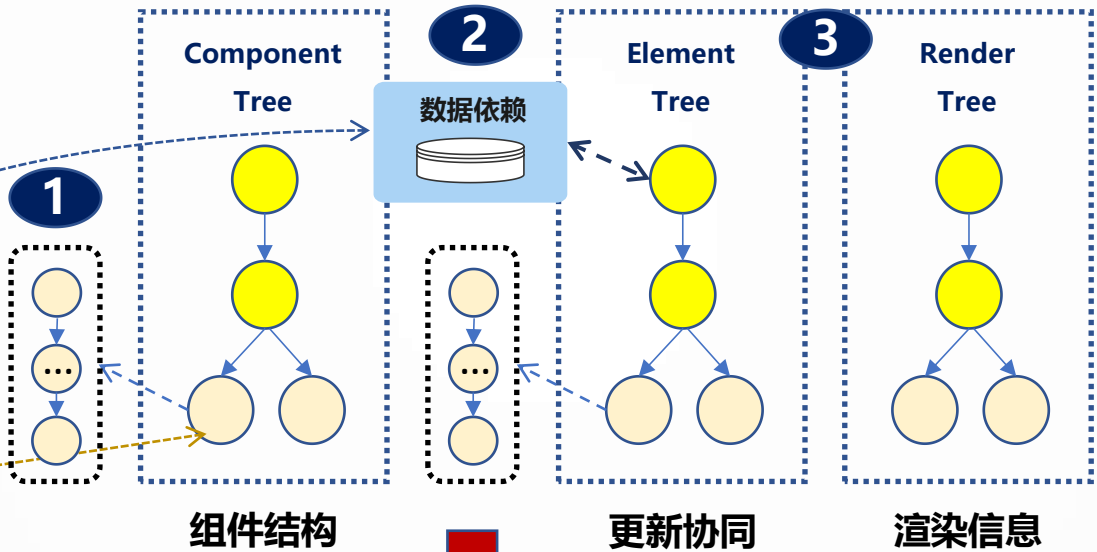 Component
Tree
2
数据依赖
Element
Tree
3
Render
Tree
1
...
...
组件结构
更新协同
渲染信息